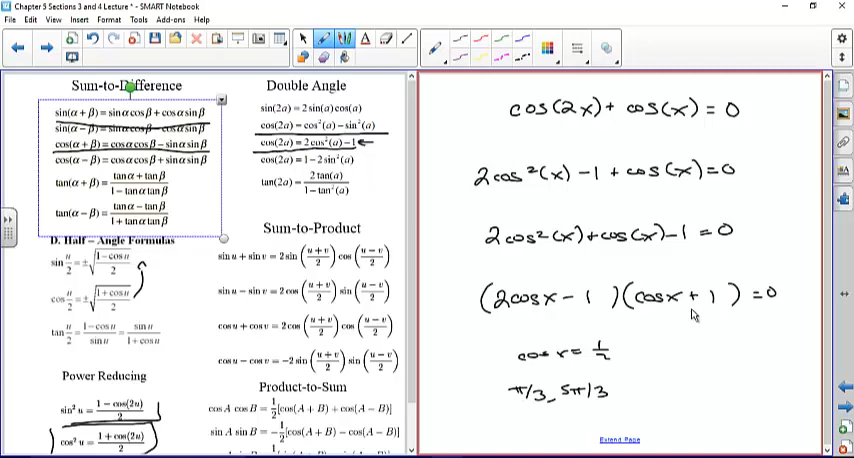 Chapter 5 Sections 3 and 4 Lecture * - SMART Notebook
File Edit View Insert Format Tools Add-ons Help
Sum-to-Difference
sin(α + β) = sin α cos β + cos α sin β
sin(α − β) = sin α cos β − cos α sin β
cos(α + β) = cos α cos β − sin α sin β
cos(α − β) = cos α cos β + sin α sin β
tan(α + β) = (tan α + tan β) / (1 − tan α tan β)
tan(α − β) = (tan α − tan β) / (1 + tan α tan β)
D. Half – Angle Formulas
sin u/2 = ±√((1−cos u)/2)
cos u/2 = ±√((1+cos u)/2)
tan u/2 = (1−cos u)/sin u = sin u/(1+cos u)
Power Reducing
sin² u = (1 − cos(2u))/2
cos² u = (1 + cos(2u))/2
Double Angle
sin(2a) = 2 sin(a) cos(a)
cos(2a) = cos²(a) − sin²(a)
cos(2a) = 2 cos²(a) − 1
cos(2a) = 1 − 2 sin²(a)
tan(2a) = 2 tan(a) / (1 − tan²(a))
Sum-to-Product
sin u + sin v = 2 sin((u+v)/2) cos((u−v)/2)
sin u − sin v = 2 cos((u+v)/2) sin((u−v)/2)
cos u + cos v = 2 cos((u+v)/2) cos((u−v)/2)
cos u − cos v = −2 sin((u+v)/2) sin((u−v)/2)
Product-to-Sum
cos A cos B = 1/2[cos(A + B) + cos(A − B)]
sin A sin B = −1/2[cos(A + B) − cos(A − B)]
cos(2x) + cos(x) = 0
2cos²(x) − 1 + cos(x) = 0
2cos²(x) + cos(x) − 1 = 0
(2cosx − 1)(cosx + 1) = 0
cos x = 1/2
π/3, 5π/3
Extend Page